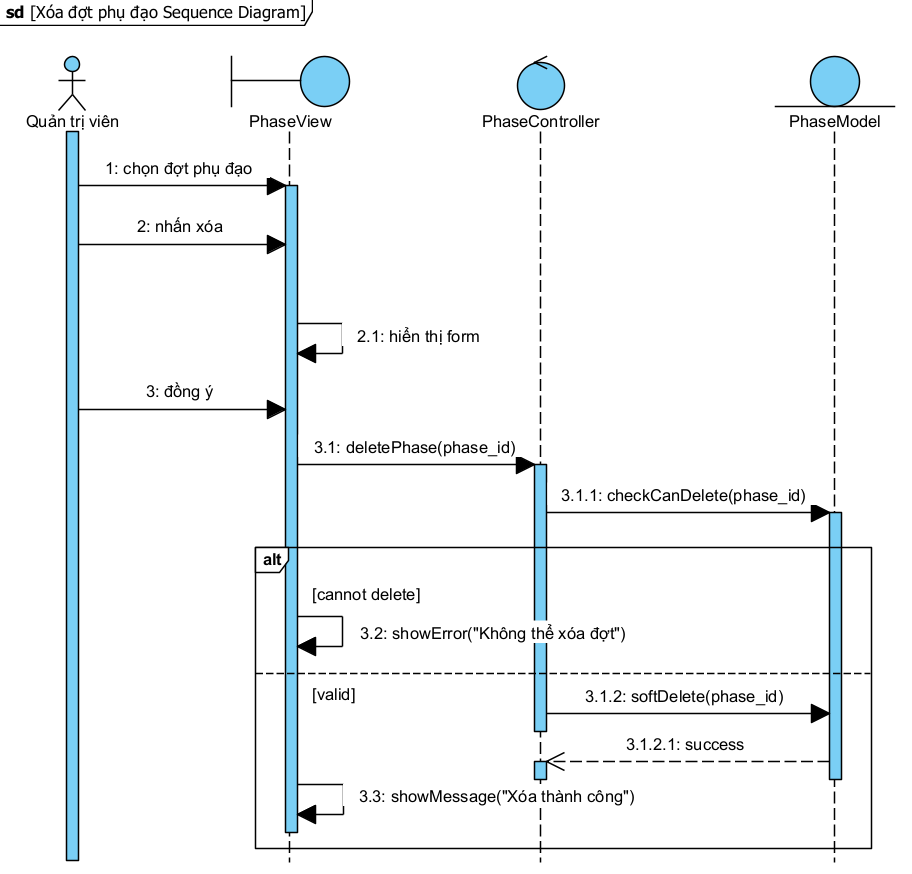 sd [Xóa đợt phụ đạo Sequence Diagram]
Quản trị viên
PhaseView
PhaseController
PhaseModel
1: chọn đợt phụ đạo
2: nhấn xóa
2.1: hiển thị form
3: đồng ý
3.1: deletePhase(phase_id)
3.1.1: checkCanDelete(phase_id)
alt
[cannot delete]
3.2: showError("Không thể xóa đợt")
[valid]
3.1.2: softDelete(phase_id)
3.1.2.1: success
3.3: showMessage("Xóa thành công")